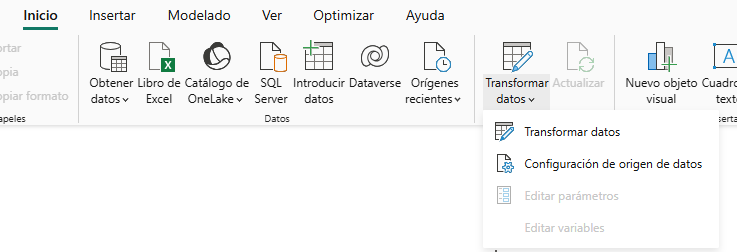 Inicio Insertar Modelado Ver Optimizar Ayuda
ortar
opia
opiar formato
apeles
Obtener
datos
Libro de
Excel
Catálogo de
OneLake
SQL
Server
Introducir
datos
Dataverse
Orígenes
recientes
Datos
Transformar
datos
Actualizar
Nuevo objeto
visual
Cuadro
texto
nserta
Transformar datos
Configuración de origen de datos
Editar parámetros
Editar variables